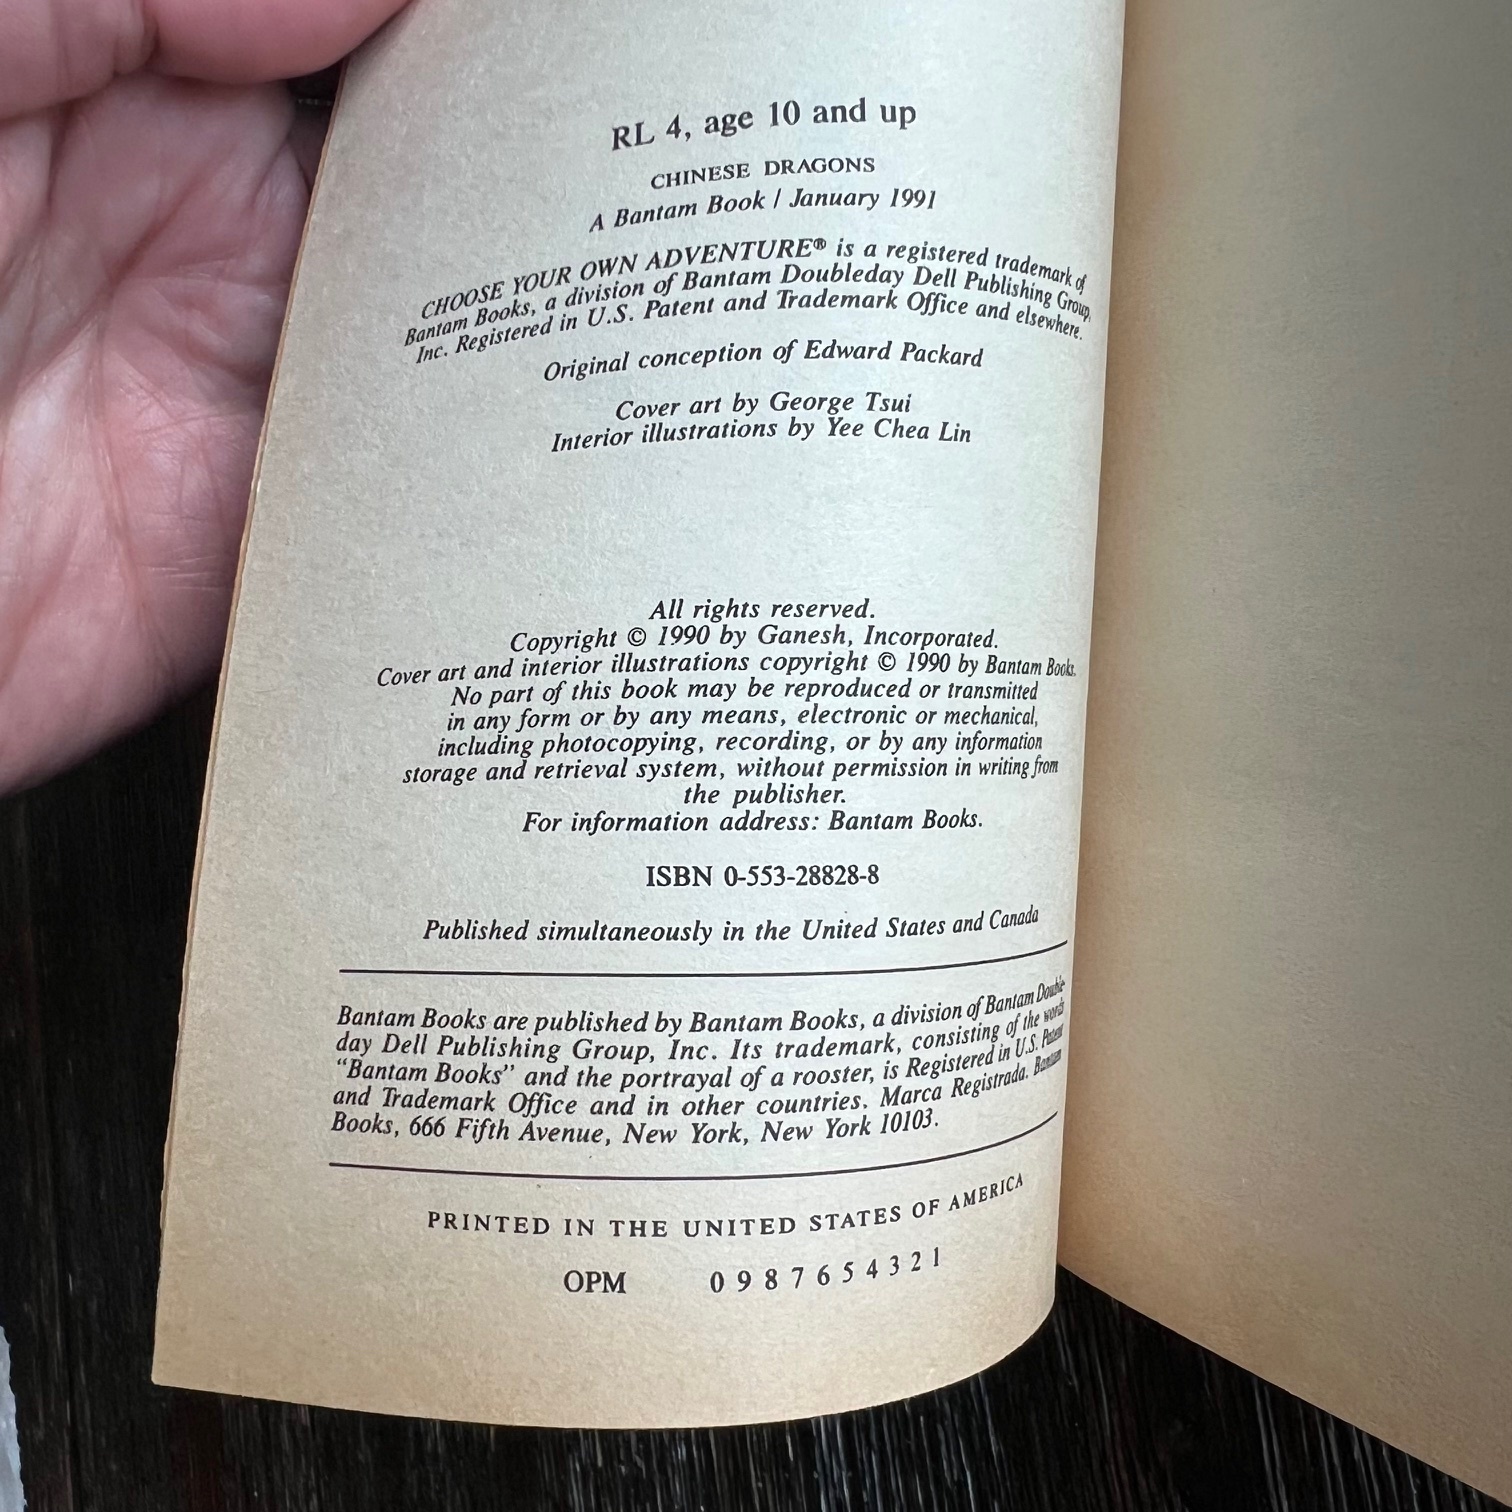 RL 4, age 10 and up
CHINESE DRAGONS
A Bantam Book / January 1991
CHOOSE YOUR OWN ADVENTURE® is a registered trademark of
Bantam Books, a division of Bantam Doubleday Dell Publishing Group,
Inc. Registered in U.S. Patent and Trademark Office and elsewhere.
Original conception of Edward Packard
Cover art by George Tsui
Interior illustrations by Yee Chea Lin
All rights reserved.
Copyright © 1990 by Ganesh, Incorporated.
Cover art and interior illustrations copyright © 1990 by Bantam Books.
No part of this book may be reproduced or transmitted
in any form or by any means, electronic or mechanical,
including photocopying, recording, or by any information
storage and retrieval system, without permission in writing from
the publisher.
For information address: Bantam Books.
ISBN 0-553-28828-8
Published simultaneously in the United States and Canada
Bantam Books are published by Bantam Books, a division of Bantam Double-
day Dell Publishing Group, Inc. Its trademark, consisting of the words
“Bantam Books” and the portrayal of a rooster, is Registered in U.S. Patent
and Trademark Office and in other countries. Marca Registrada. Bantam
Books, 666 Fifth Avenue, New York, New York 10103.
PRINTED IN THE UNITED STATES OF AMERICA
OPM 0 9 8 7 6 5 4 3 2 1